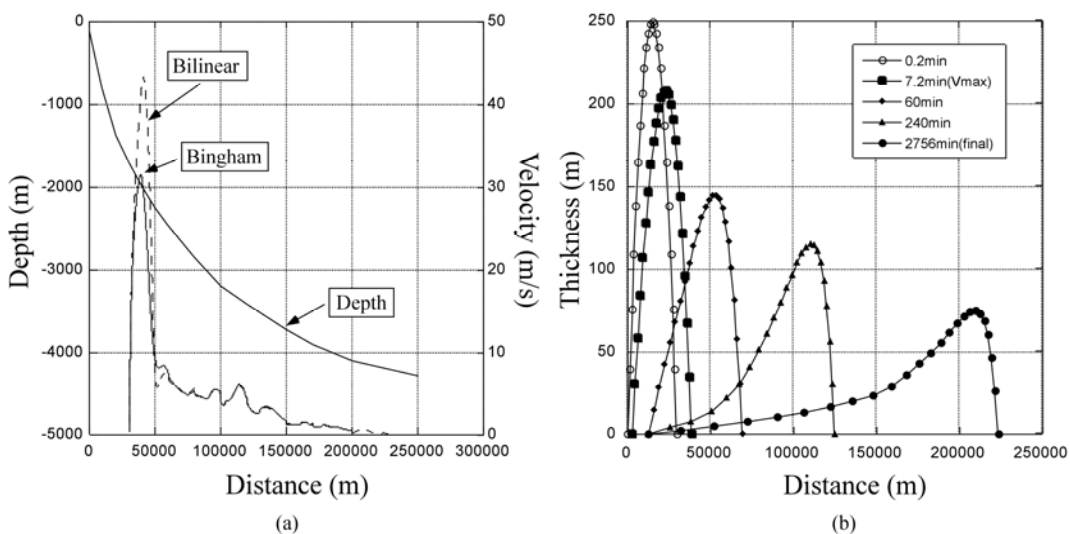 0
-1000
-2000
-3000
-4000
-5000
Depth (m)
50
40
30
20
10
0
Velocity (m/s)
Bilinear
Bingham
Depth
0 50000 100000 150000 200000 250000 300000
Distance (m)
(a)
250
200
150
100
50
0
Thickness (m)
0.2min
7.2min(Vmax)
60min
240min
2756min(final)
0 50000 100000 150000 200000 250000
Distance (m)
(b)